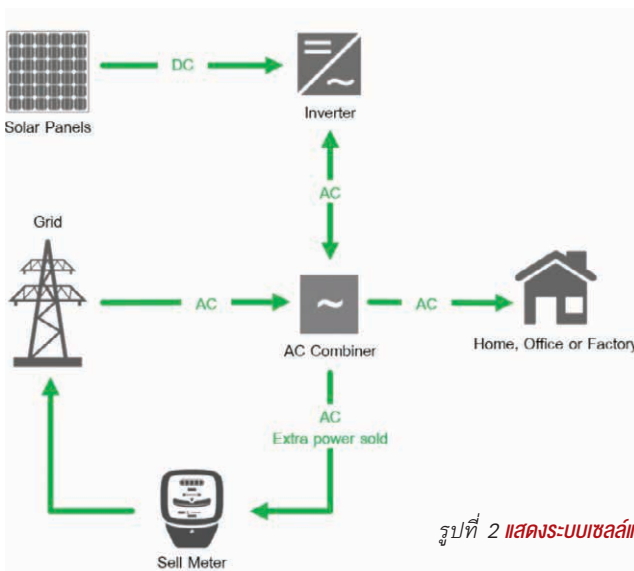 DC
Solar Panels
Inverter
AC
Grid
AC
AC
AC Combiner
Home, Office or Factory
AC
Extra power sold
Sell Meter
รูปที่ 2 แสดงระบบเซลล์แ